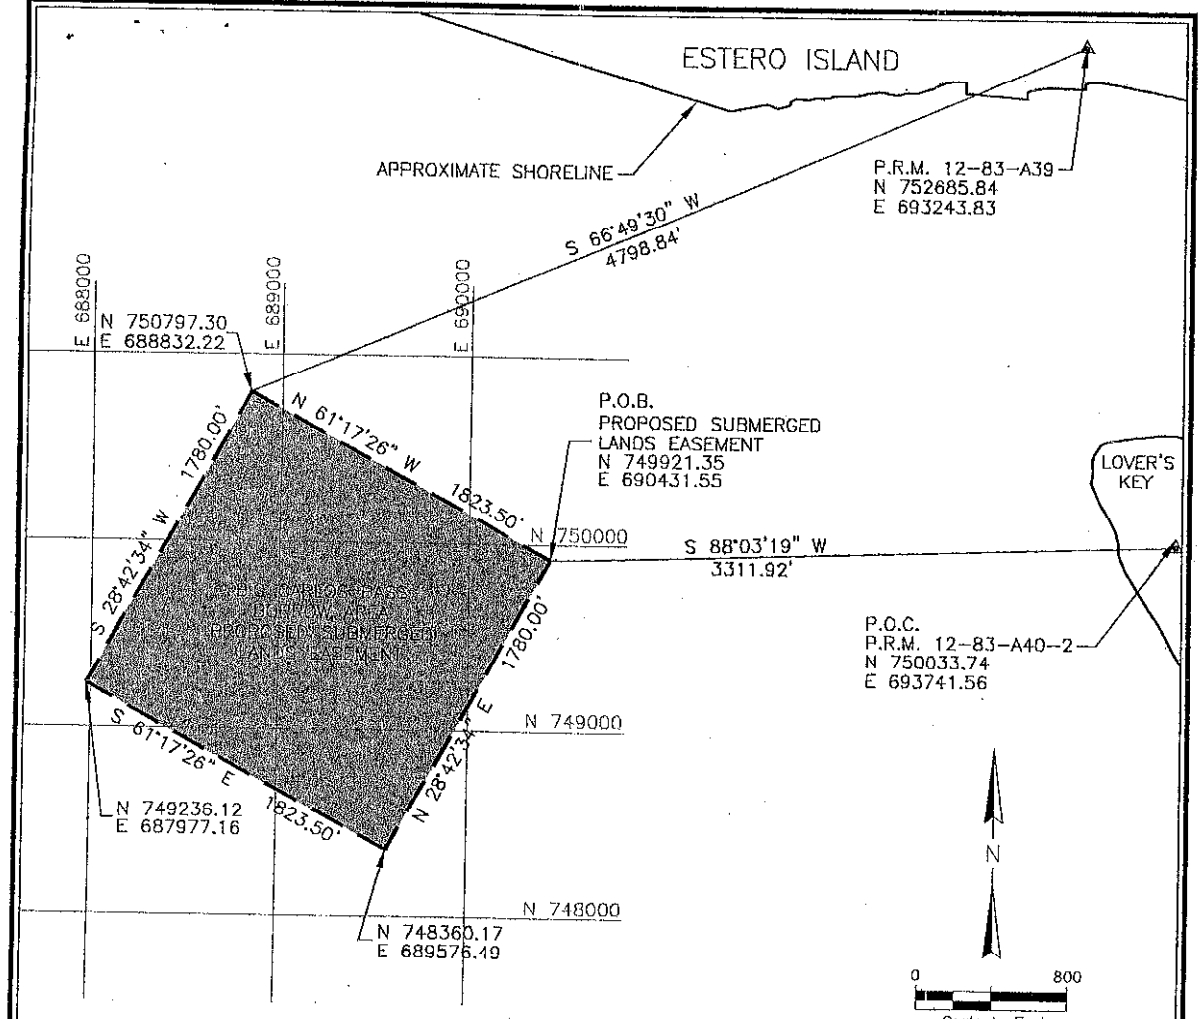 ESTERO ISLAND
APPROXIMATE SHORELINE
P.R.M. 12-83-A39
N 752685.84
E 693243.83
S 66°49'30" W
4798.84'
E 688000
E 689000
E 690000
N 750797.30
E 688832.22
N 61°17'26" W
1823.50'
1780.00'
S 28°42'34" W
P.O.B.
PROPOSED SUBMERGED
LANDS EASEMENT
N 749921.35
E 690431.55
LOVER'S
KEY
N 750000
S 88°03'19" W
3311.92'
CARLOS PASS
BORROW AREA
PROPOSED SUBMERGED
LANDS EASEMENT
1780.00'
N 28°42'34" E
P.O.C.
P.R.M. 12-83-A40-2
N 750033.74
E 693741.56
N 749000
S 61°17'26" E
1823.50'
N 749236.12
E 687977.16
N 748000
N 748360.17
E 689576.49
N
0 800